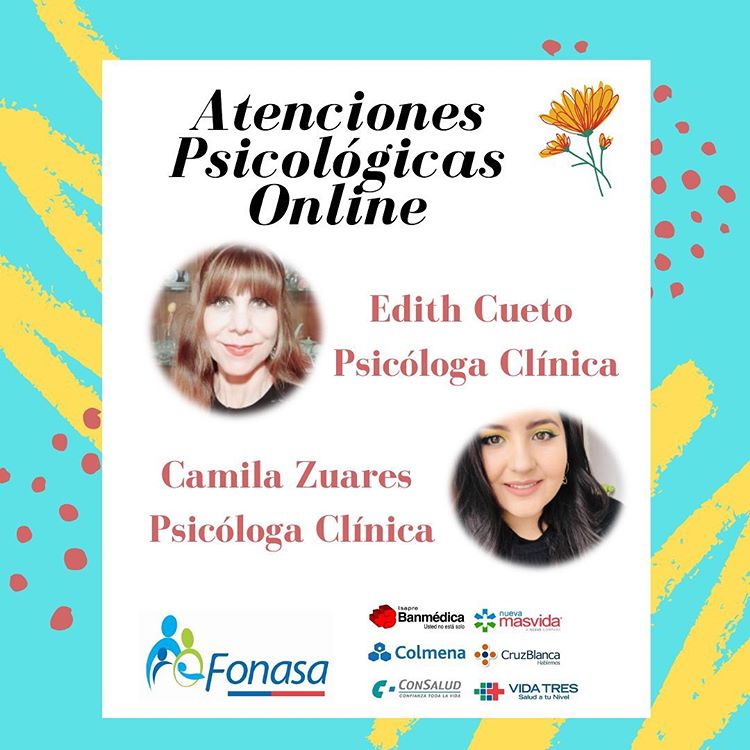 Atenciones
Psicológicas
Online
Edith Cueto
Psicóloga Clínica
Camila Zuares
Psicóloga Clínica
Fonasa
Isapre
Banmédica
Usted no está solo
nueva
masvida
Colmena
CruzBlanca
Habimos
ConSalud
CONFIANZA TODA LA VIDA
VIDA TRES
Salud a tu Nivel